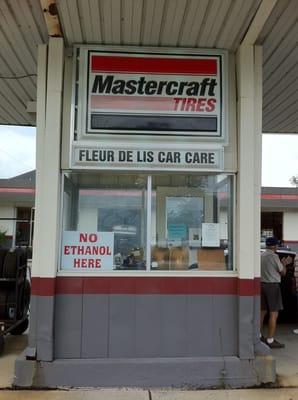 Mastercraft
TIRES
FLEUR DE LIS CAR CARE
NO
ETHANOL
HERE